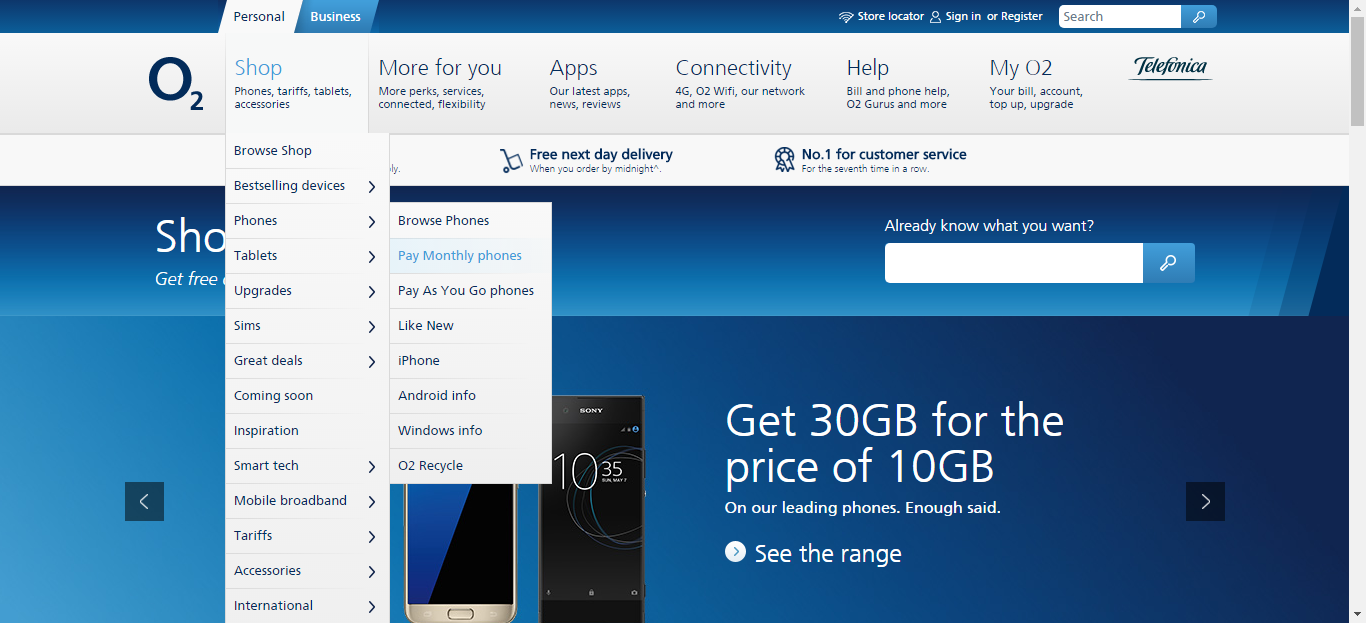 Personal
Business
Store locator
Sign in or Register
Search
O2
Shop
Phones, tariffs, tablets,
accessories
More for you
More perks, services,
connected, flexibility
Apps
Our latest apps,
news, reviews
Connectivity
4G, O2 Wifi, our network
and more
Help
Bill and phone help,
O2 Gurus and more
My O2
Your bill, account,
top up, upgrade
Telefónica
Free next day delivery
When you order by midnight^.
No.1 for customer service
For the seventh time in a row.
Browse Shop
Bestselling devices
Phones
Tablets
Upgrades
Sims
Great deals
Coming soon
Inspiration
Smart tech
Mobile broadband
Tariffs
Accessories
International
Browse Phones
Pay Monthly phones
Pay As You Go phones
Like New
iPhone
Android info
Windows info
O2 Recycle
Get free
Already know what you want?
SONY
10 35
SUN, MAY 7
Get 30GB for the
price of 10GB
On our leading phones. Enough said.
See the range